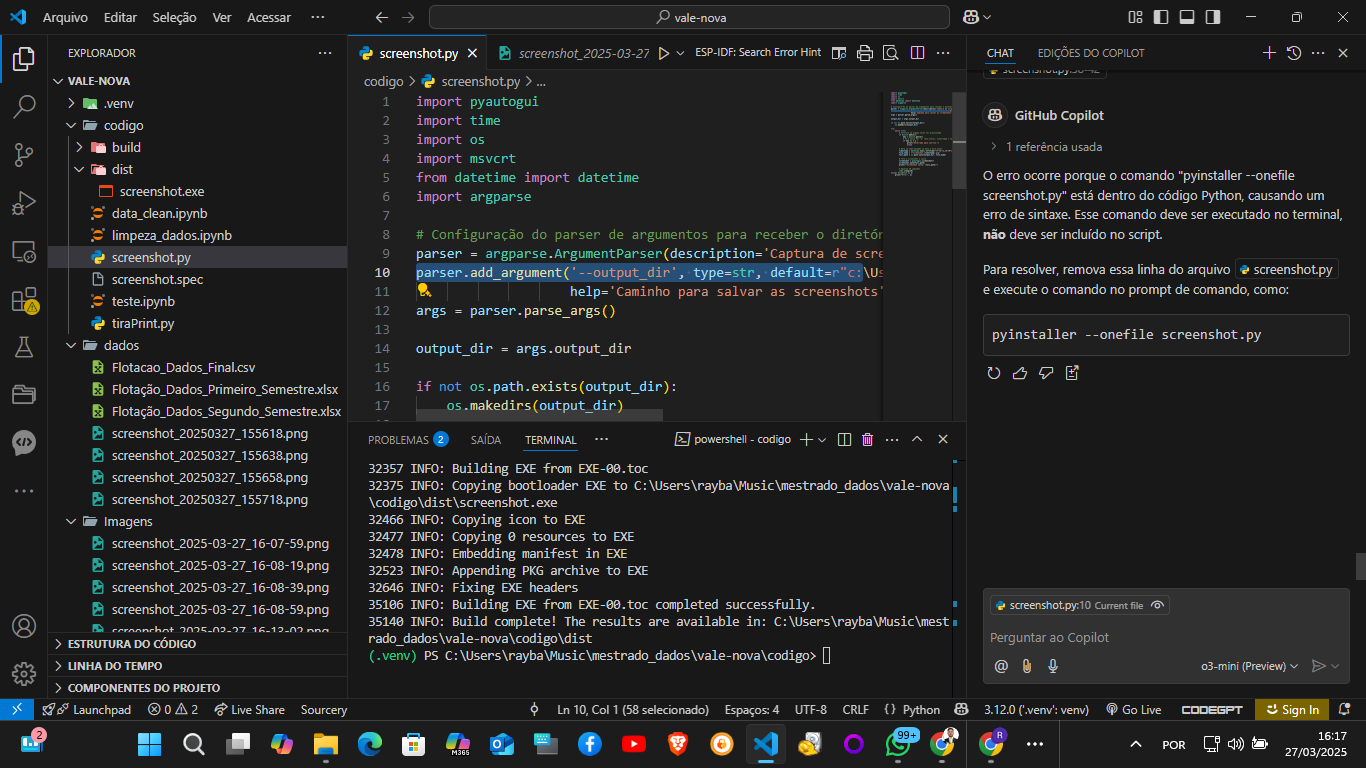 Arquivo Editar Seleção Ver Acessar ··· vale-nova
EXPLORADOR
VALE-NOVA
.venv
codigo
build
dist
screenshot.exe
data_clean.ipynb
limpeza_dados.ipynb
screenshot.py
screenshot.spec
teste.ipynb
tiraPrint.py
dados
Flotacao_Dados_Final.csv
Flotação_Dados_Primeiro_Semestre.xlsx
Flotação_Dados_Segundo_Semestre.xlsx
screenshot_20250327_155618.png
screenshot_20250327_155638.png
screenshot_20250327_155658.png
screenshot_20250327_155718.png
Imagens
screenshot_2025-03-27_16-07-59.png
screenshot_2025-03-27_16-08-19.png
screenshot_2025-03-27_16-08-39.png
screenshot_2025-03-27_16-08-59.png
screenshot_2025-03-27_16-13-02.png
ESTRUTURA DO CÓDIGO
LINHA DO TEMPO
COMPONENTES DO PROJETO
screenshot.py screenshot_2025-03-27 ESP-IDF: Search Error Hint
codigo > screenshot.py > ...
1 import pyautogui
2 import time
3 import os
4 import msvcrt
5 from datetime import datetime
6 import argparse
7
8 # Configuração do parser de argumentos para receber o diretór
9 parser = argparse.ArgumentParser(description='Captura de scre
10 parser.add_argument('--output_dir', type=str, default=r"c:\Us
11 help='Caminho para salvar as screenshots'
12 args = parser.parse_args()
13
14 output_dir = args.output_dir
15
16 if not os.path.exists(output_dir):
17 os.makedirs(output_dir)
PROBLEMAS 2 SAÍDA TERMINAL ··· powershell - codigo
32357 INFO: Building EXE from EXE-00.toc
32375 INFO: Copying bootloader EXE to C:\Users\rayba\Music\mestrado_dados\vale-nova
\codigo\dist\screenshot.exe
32466 INFO: Copying icon to EXE
32477 INFO: Copying 0 resources to EXE
32478 INFO: Embedding manifest in EXE
32523 INFO: Appending PKG archive to EXE
32646 INFO: Fixing EXE headers
35106 INFO: Building EXE from EXE-00.toc completed successfully.
35140 INFO: Build complete! The results are available in: C:\Users\rayba\Music\mest
rado_dados\vale-nova\codigo\dist
(.venv) PS C:\Users\rayba\Music\mestrado_dados\vale-nova\codigo>
CHAT EDIÇÕES DO COPILOT
screenshot.py:36-42
GitHub Copilot
1 referência usada
O erro ocorre porque o comando "pyinstaller --onefile
screenshot.py" está dentro do código Python, causando um
erro de sintaxe. Esse comando deve ser executado no terminal,
não deve ser incluído no script.
Para resolver, remova essa linha do arquivo screenshot.py
e execute o comando no prompt de comando, como:
pyinstaller --onefile screenshot.py
screenshot.py:10 Current file
Perguntar ao Copilot
o3-mini (Preview)
Launchpad 0 2 Live Share Sourcery Ln 10, Col 1 (58 selecionado) Espaços: 4 UTF-8 CRLF Python 3.12.0 ('.venv': venv) Go Live CODEGPT Sign In
2 M365 99+ R POR 16:17
27/03/2025